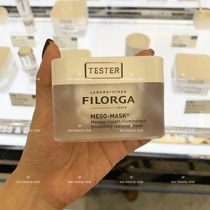 TESTER
LABORATOIRES
FILORGA
PARIS
MESO-MASK®
Masque lissant illuminateur
Smoothing radiance mask